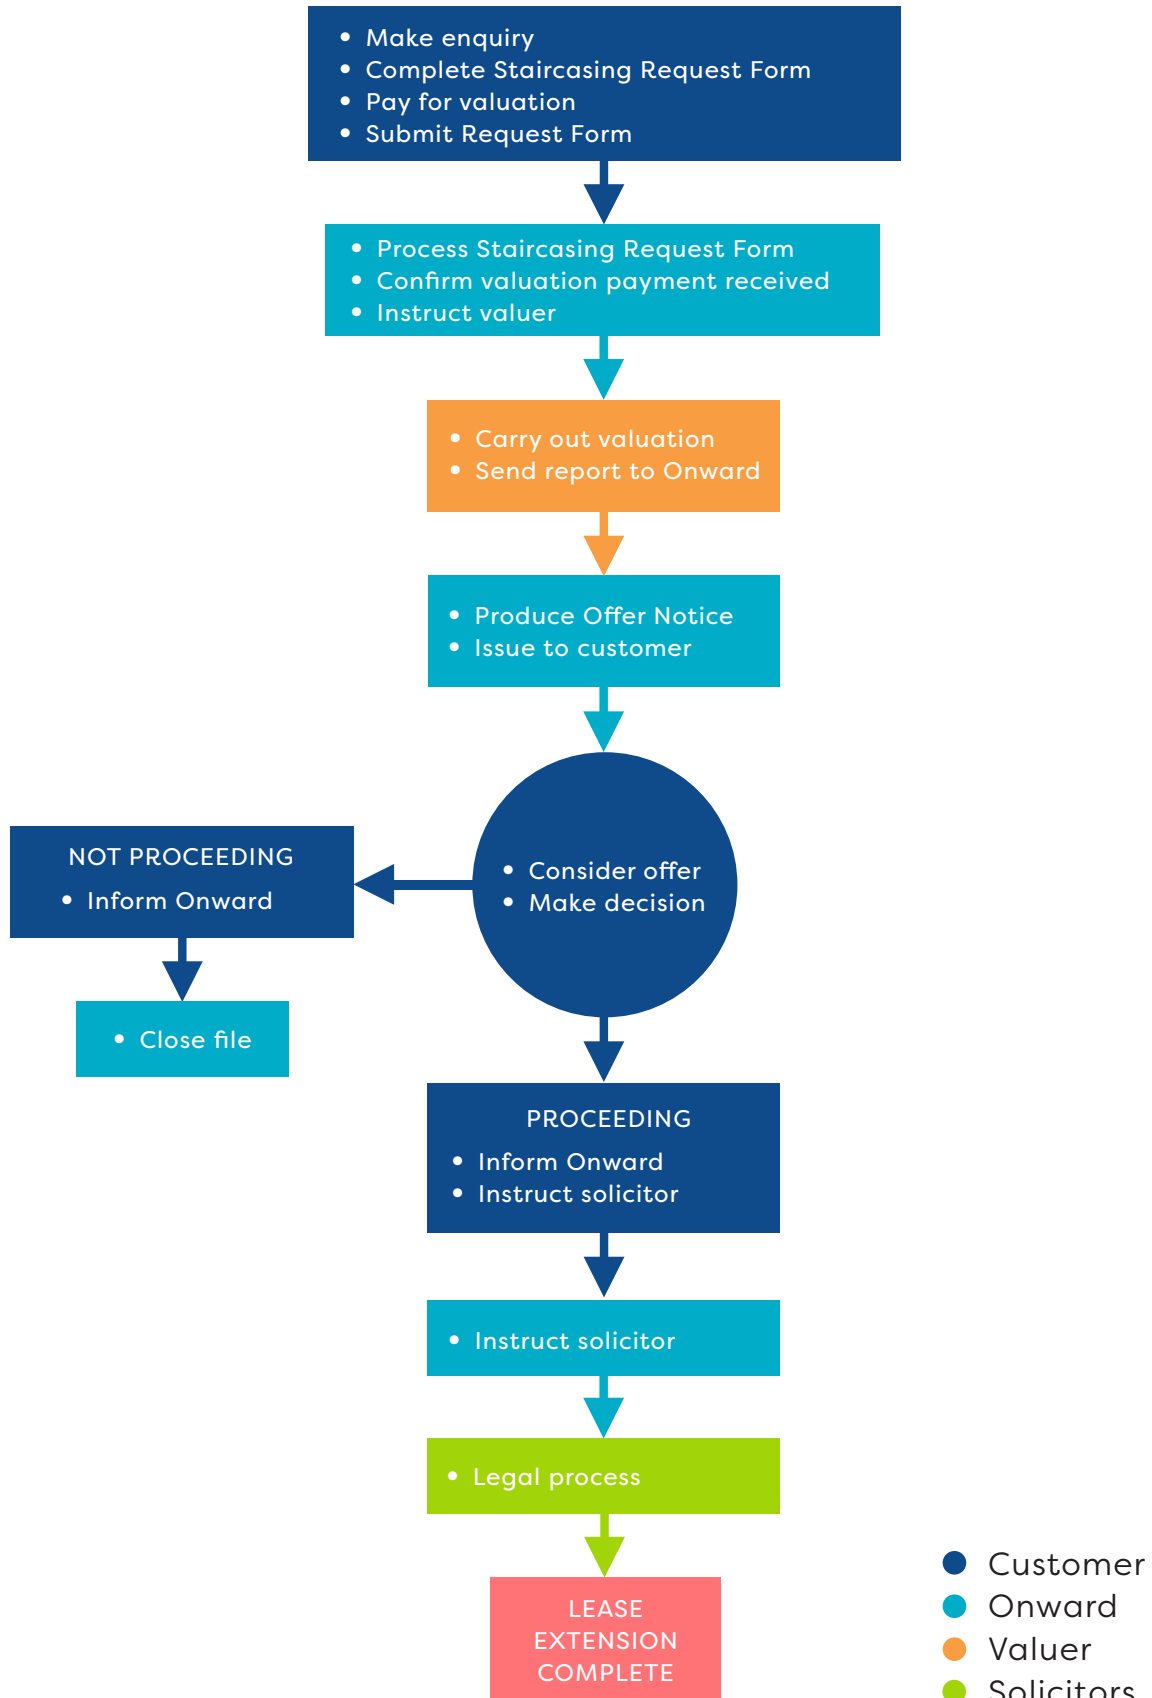 • Make enquiry
• Complete Staircasing Request Form
• Pay for valuation
• Submit Request Form
• Process Staircasing Request Form
• Confirm valuation payment received
• Instruct valuer
• Carry out valuation
• Send report to Onward
• Produce Offer Notice
• Issue to customer
• Consider offer
• Make decision
NOT PROCEEDING
• Inform Onward
• Close file
PROCEEDING
• Inform Onward
• Instruct solicitor
• Instruct solicitor
• Legal process
LEASE
EXTENSION
COMPLETE
Customer
Onward
Valuer
Solicitors